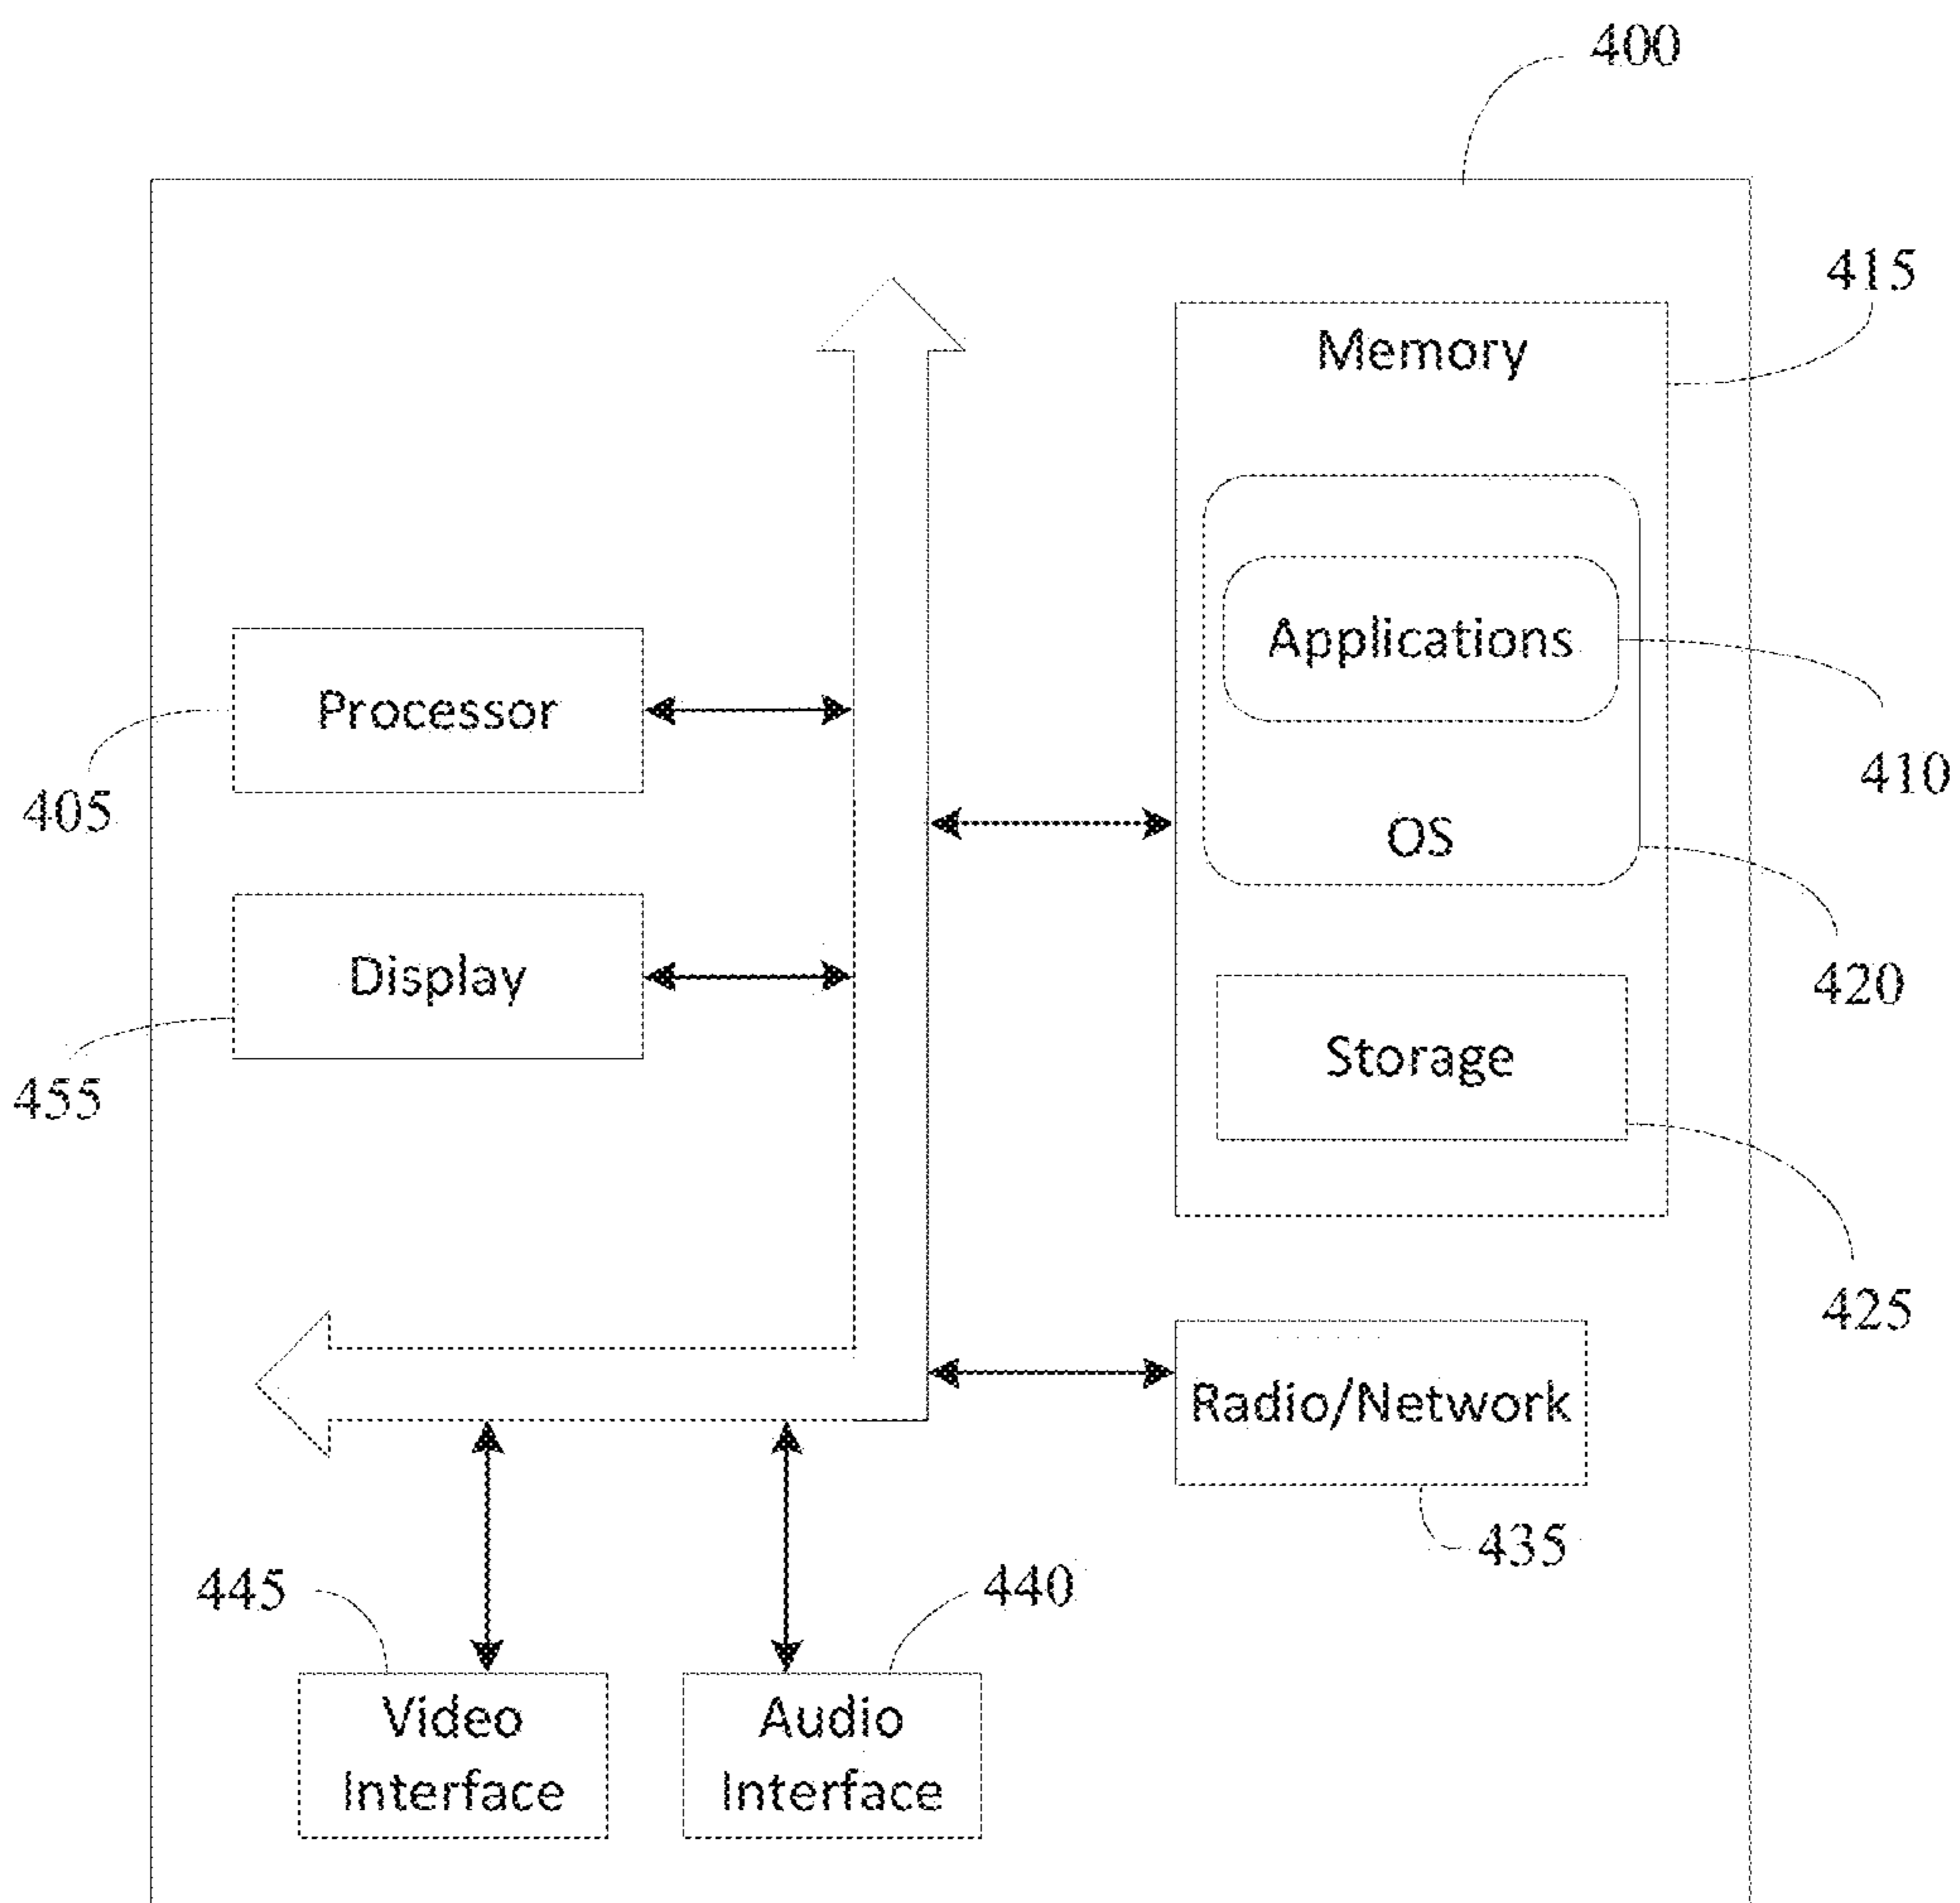 400
415
Memory
Applications
Processor
410
405
OS
Display
420
Storage
455
425
Radio/Network
435
445
440
Video
Interface
Audio
Interface